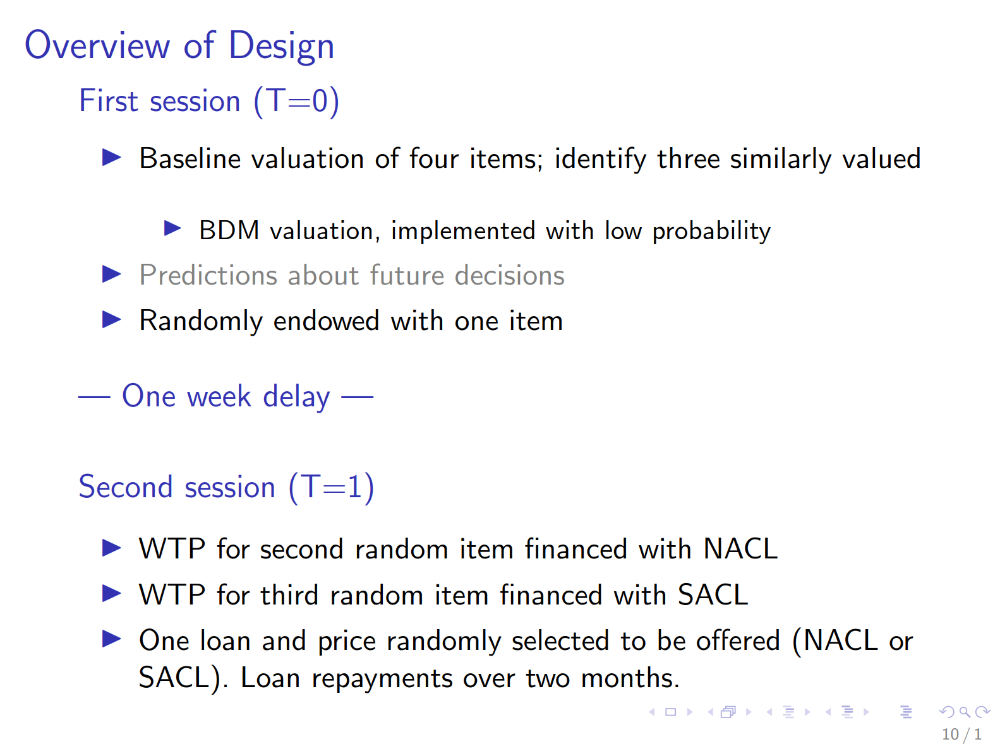 Overview of Design
First session (T=0)
Baseline valuation of four items; identify three similarly valued
BDM valuation, implemented with low probability
Predictions about future decisions
Randomly endowed with one item
— One week delay —
Second session (T=1)
WTP for second random item financed with NACL
WTP for third random item financed with SACL
One loan and price randomly selected to be offered (NACL or
SACL). Loan repayments over two months.
10 / 1